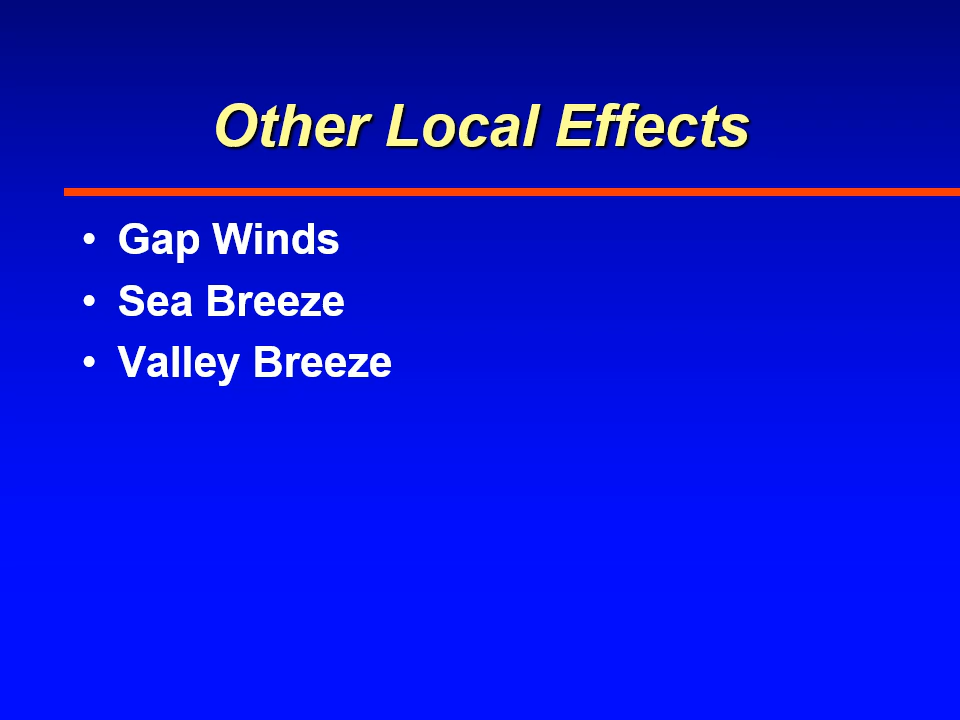 Other Local Effects
• Gap Winds
• Sea Breeze
• Valley Breeze